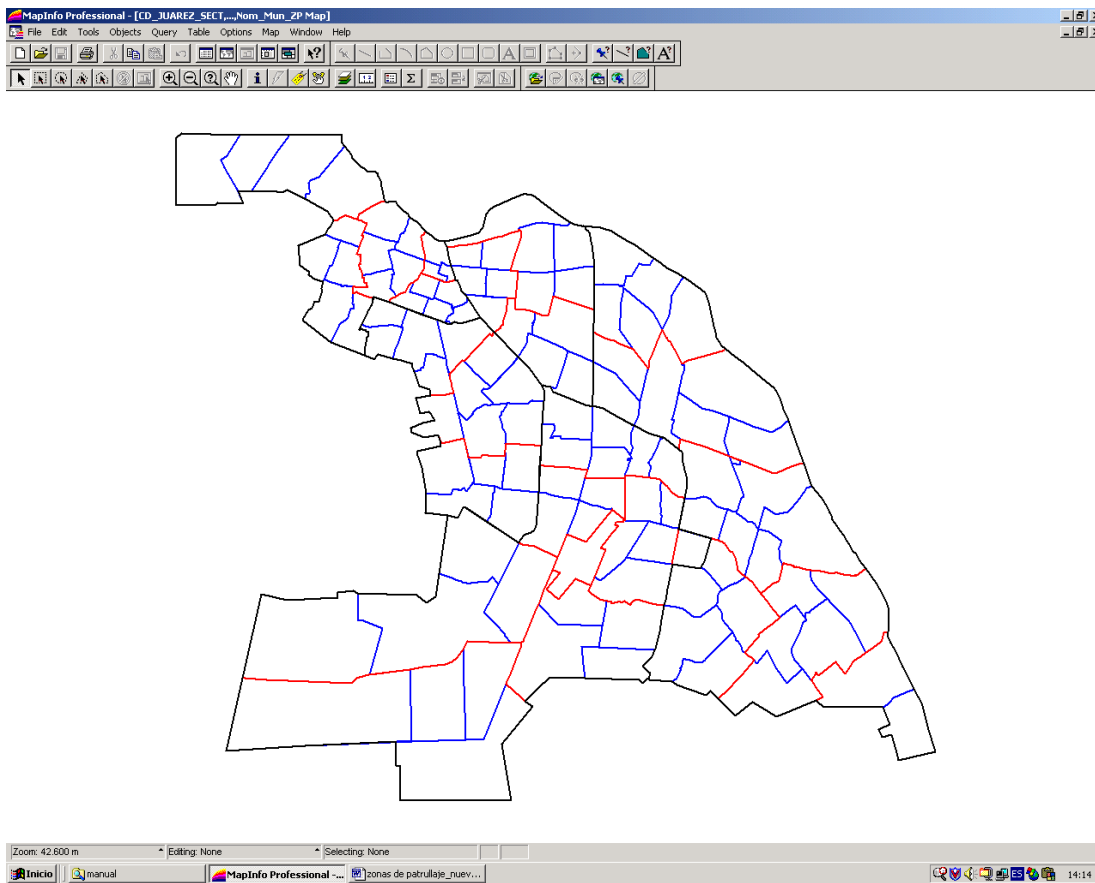 MapInfo Professional - [CD_JUAREZ_SECT,...,Nom_Mun_ZP Map]
File Edit Tools Objects Query Table Options Map Window Help
Zoom: 42.600 m Editing: None Selecting: None
Inicio manual MapInfo Professional -... zonas de patrullaje_nuev... ES 14:14